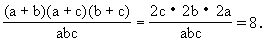 (a + b)(a + c)(b + c) / abc = 2c • 2b • 2a / abc = 8.